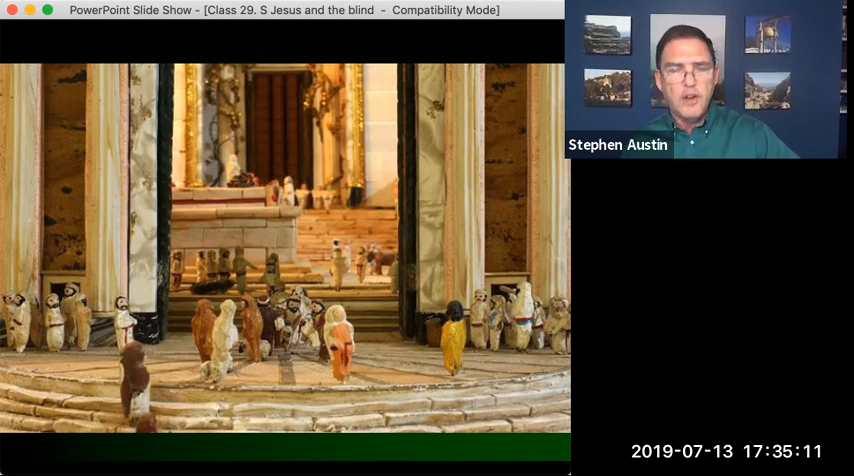 PowerPoint Slide Show - [Class 29. S Jesus and the blind - Compatibility Mode]
Stephen Austin
2019-07-13 17:35:11